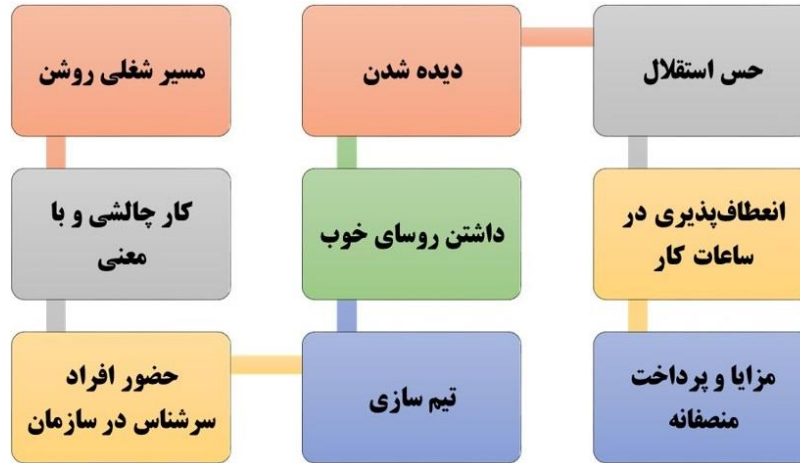 مسیر شغلی روشن
کار چالشی و با
معنی
حضور افراد
سرشناس در سازمان
تیم سازی
داشتن روسای خوب
دیده شدن
حس استقلال
انعطاف‌پذیری در
ساعات کار
مزایا و پرداخت
منصفانه